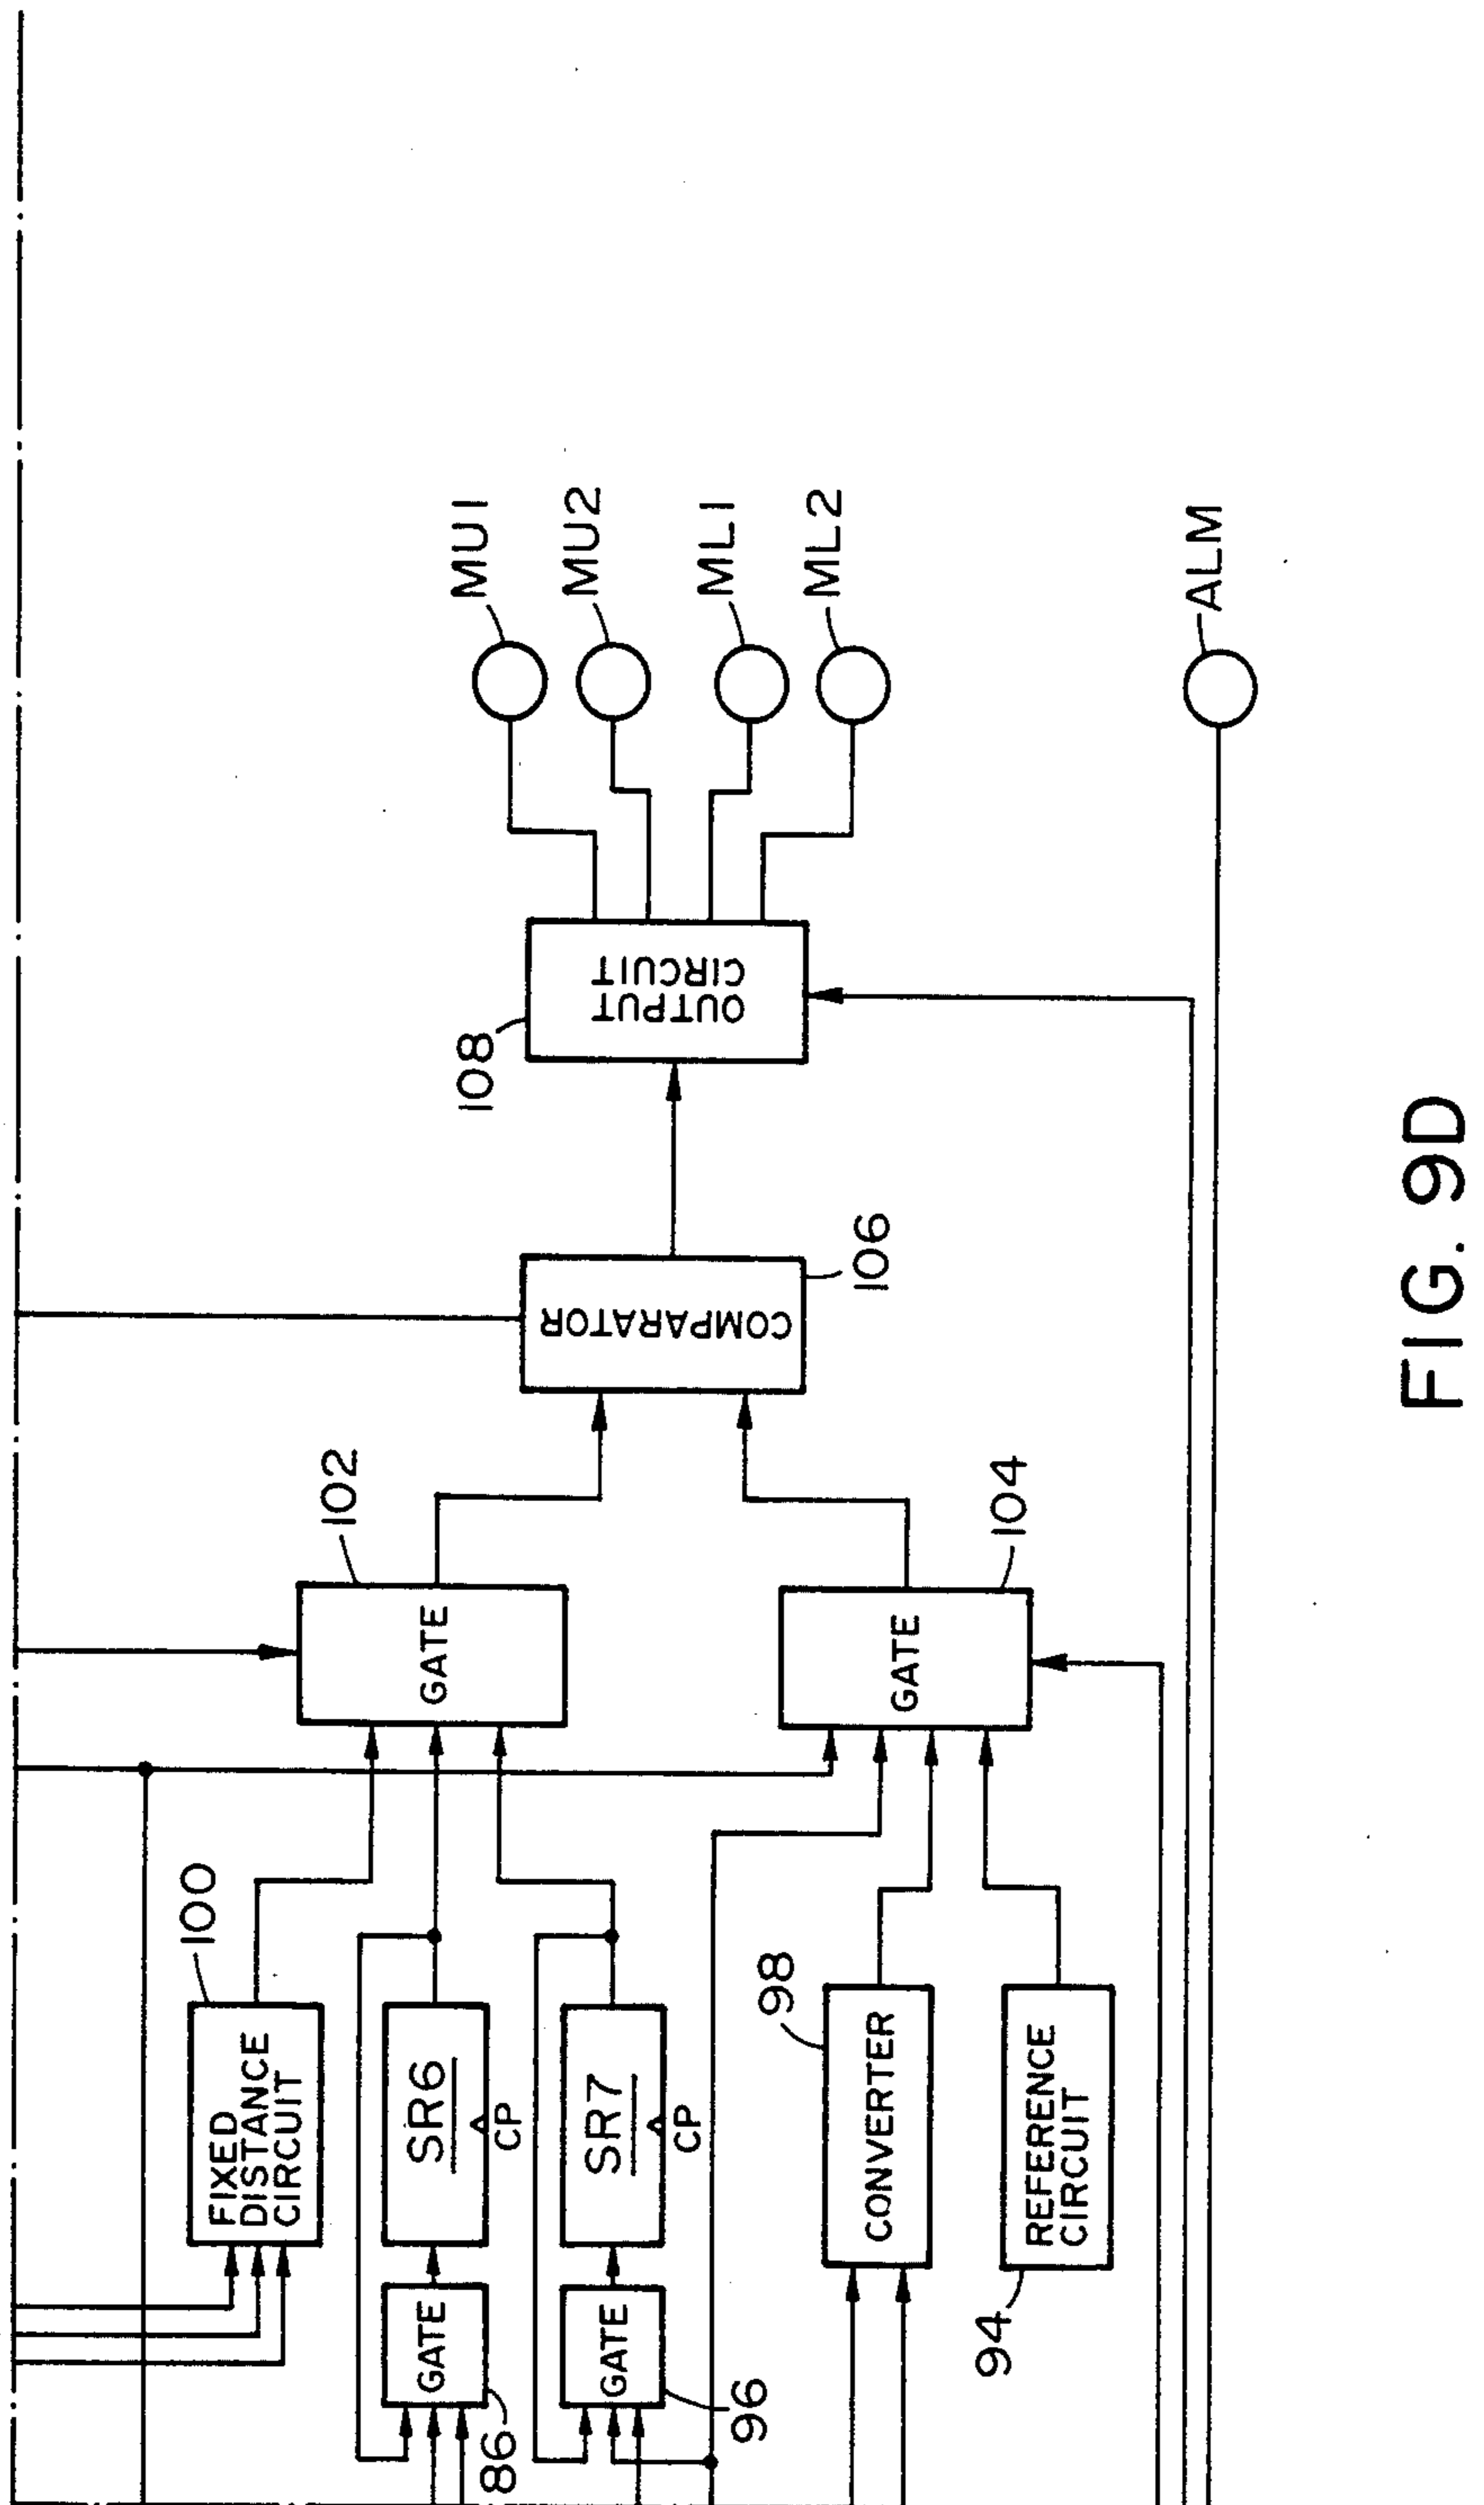 100
FIXED
DISTANCE
CIRCUIT
86
GATE
SR6
CP
96
GATE
SR7
CP
98
CONVERTER
94
REFERENCE
CIRCUIT
102
GATE
104
GATE
106
COMPARATOR
108
OUTPUT
CIRCUIT
MU1
MU2
ML1
ML2
ALM
FIG. 9D